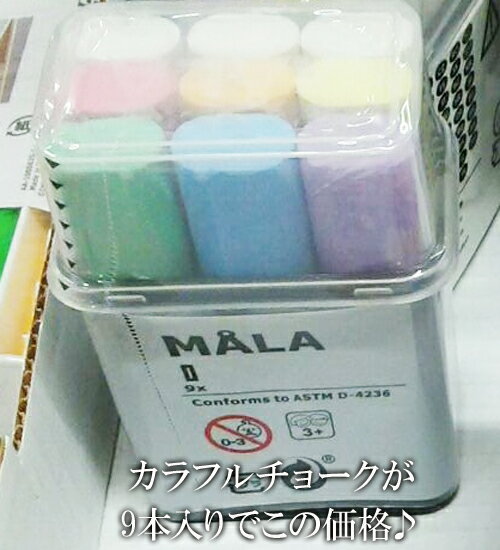 MÅLA
9x
Conforms to ASTM D-4236
0-3
3+
®
カラフルチョークが
9本入りでこの価格♪